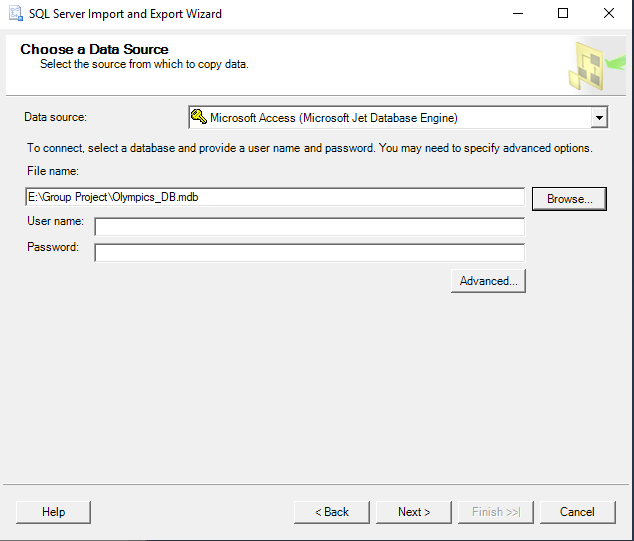 SQL Server Import and Export Wizard
Choose a Data Source
Select the source from which to copy data.
Data source:
Microsoft Access (Microsoft Jet Database Engine)
To connect, select a database and provide a user name and password. You may need to specify advanced options.
File name:
E:\Group Project\Olympics_DB.mdb
Browse...
User name:
Password:
Advanced...
Help
< Back
Next >
Finish >>|
Cancel